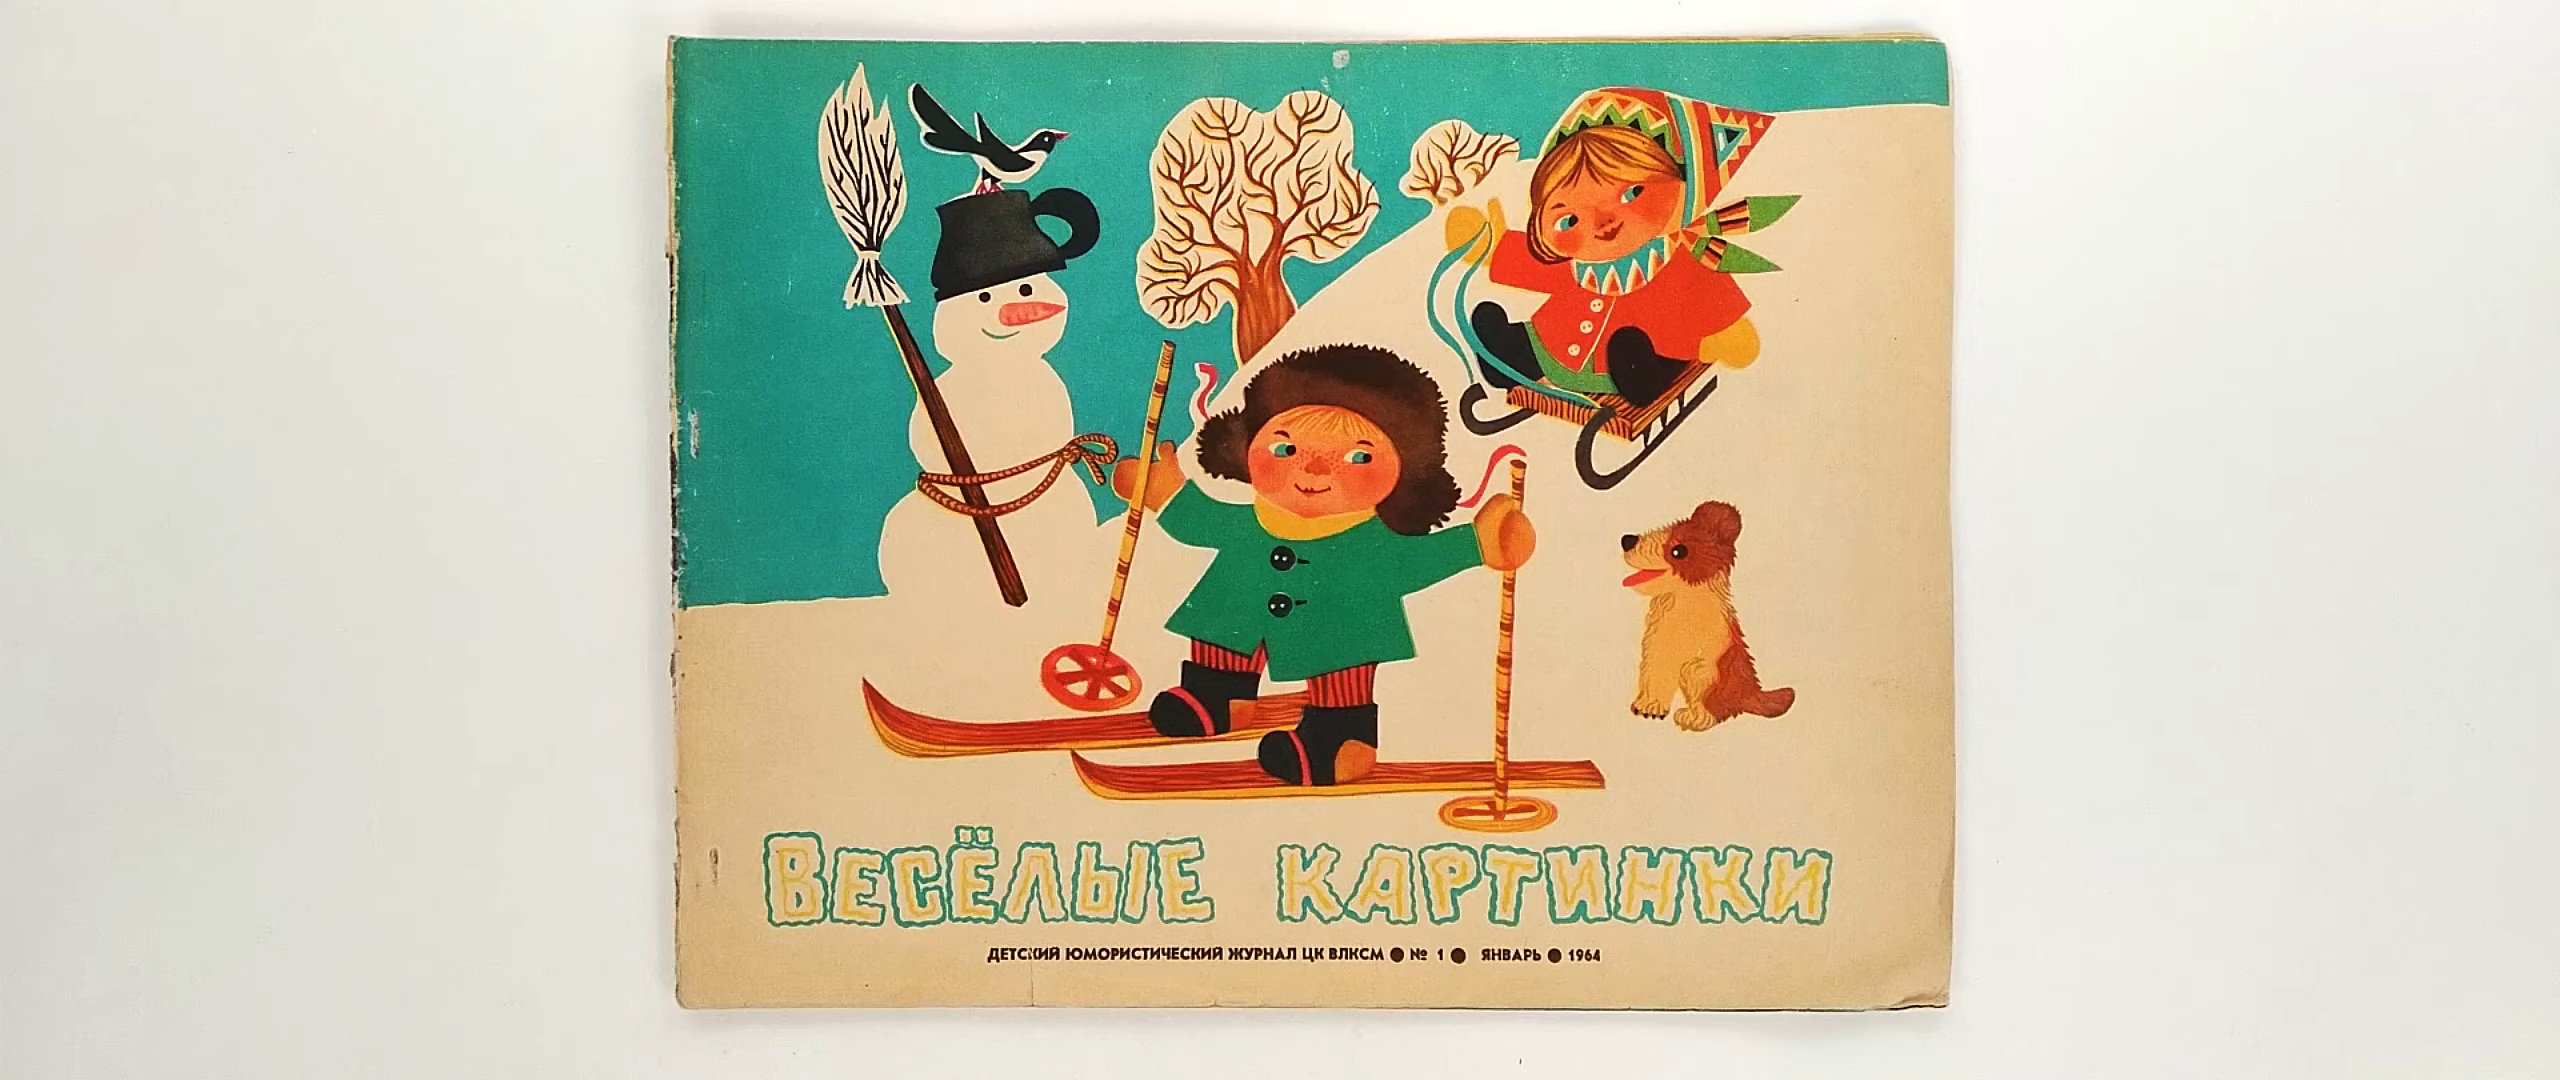 ВЕСЁЛЫЕ КАРТИНКИ
ДЕТСКИЙ ЮМОРИСТИЧЕСКИЙ ЖУРНАЛ ЦК ВЛКСМ ● № 1 ● ЯНВАРЬ ● 1964